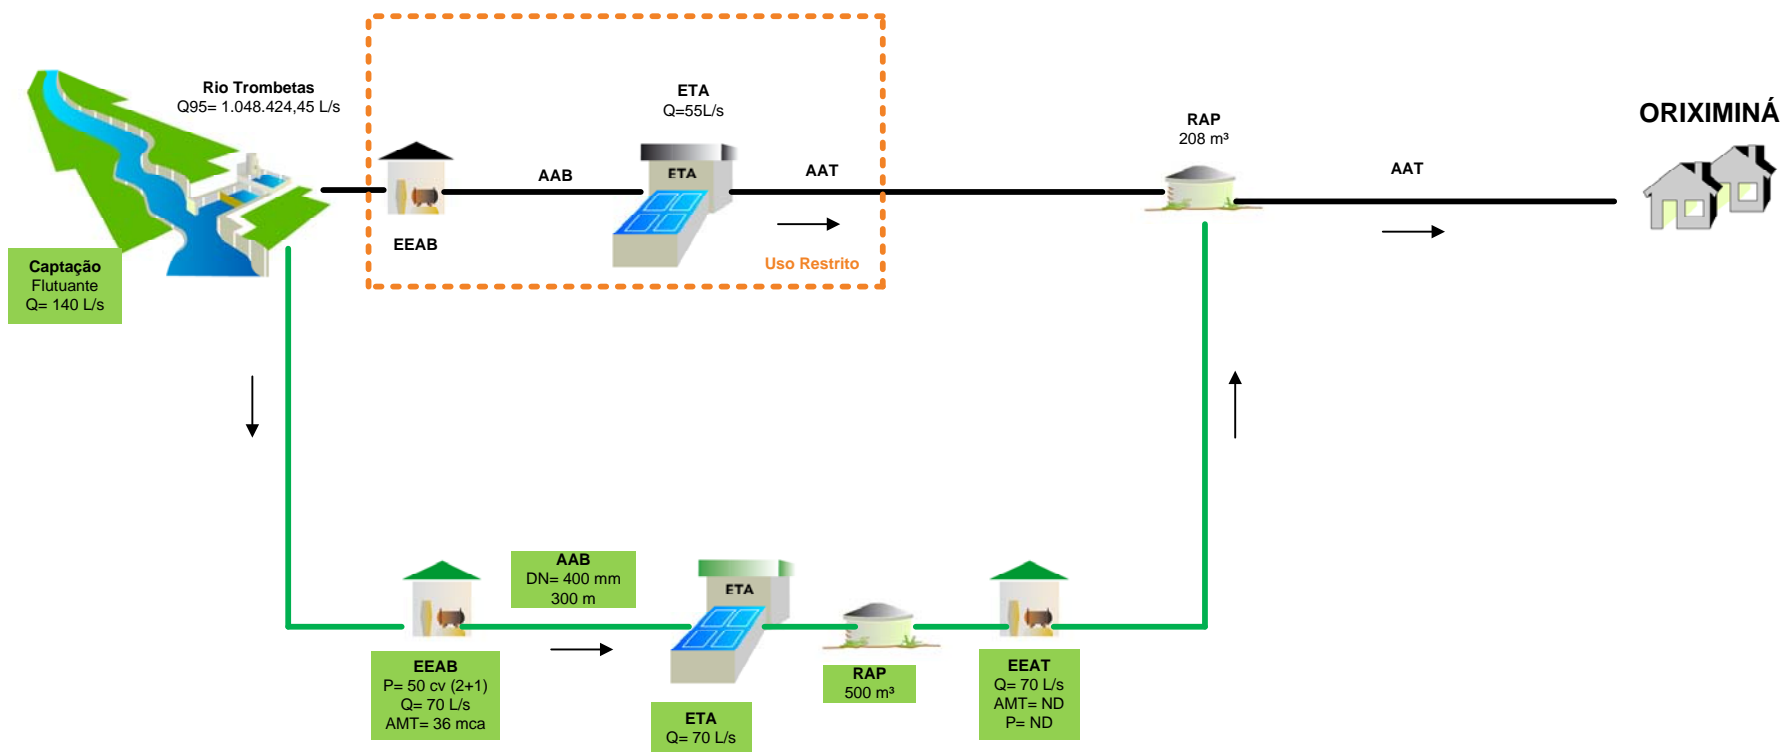 Rio Trombetas
Q95= 1.048.424,45 L/s
ETA
Q=55L/s
RAP
208 m³
ORIXIMINÁ
AAB
ETA
AAT
AAT
EEAB
Uso Restrito
Captação
Flutuante
Q= 140 L/s
AAB
DN= 400 mm
300 m
ETA
EEAB
P= 50 cv (2+1)
Q= 70 L/s
AMT= 36 mca
ETA
Q= 70 L/s
RAP
500 m³
EEAT
Q= 70 L/s
AMT= ND
P= ND